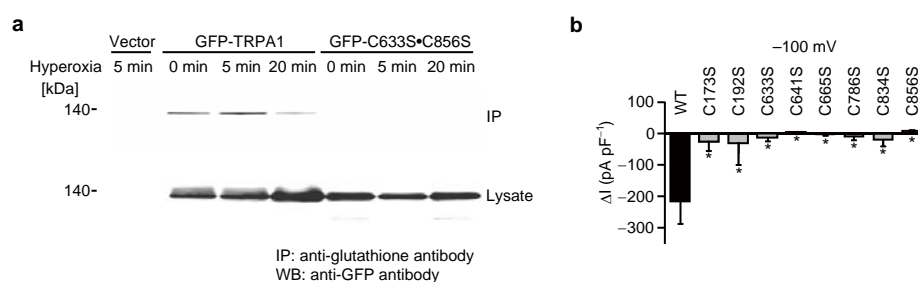 a
Vector GFP-TRPA1 GFP-C633S•C856S
Hyperoxia 5 min 0 min 5 min 20 min 0 min 5 min 20 min
[kDa]
140-
IP
140-
Lysate
IP: anti-glutathione antibody
WB: anti-GFP antibody
b
−100 mV
WT C173S C192S C633S C641S C665S C786S C834S C856S
ΔI (pA pF−1)
100
0
−100
−200
−300
* * * * * * * *